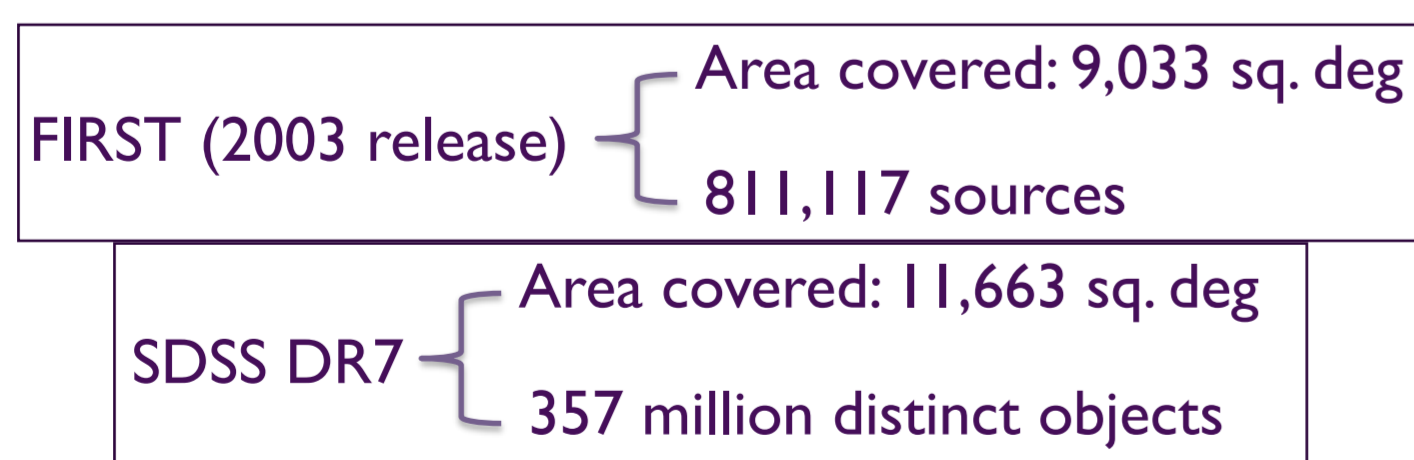 Area covered: 9,033 sq. deg
FIRST (2003 release)
811,117 sources
Area covered: 11,663 sq. deg
SDSS DR7
357 million distinct objects